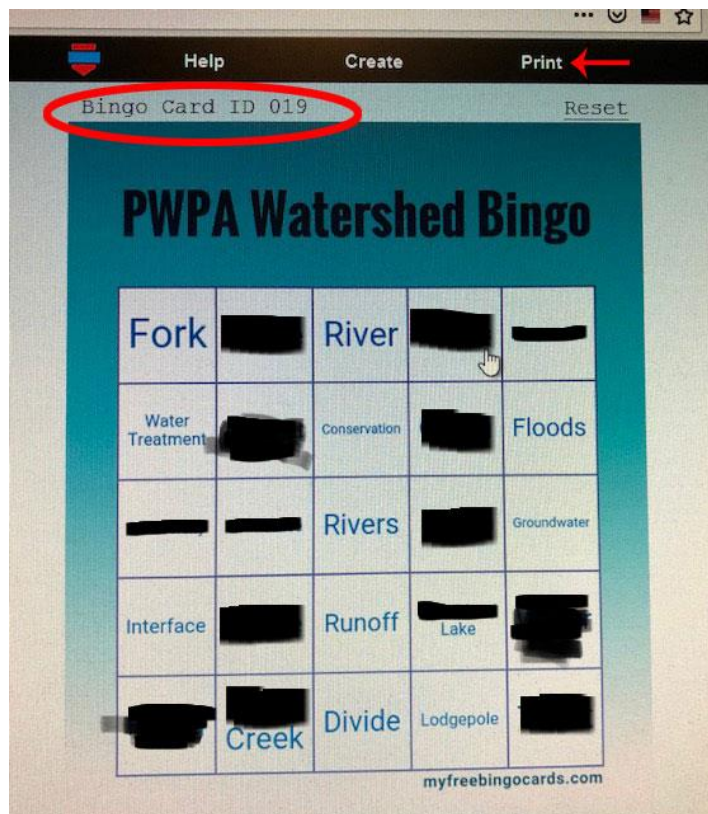 Help Create Print
Bingo Card ID 019 Reset
PWPA Watershed Bingo
Fork River
Water
Treatment Conservation Floods
Rivers Groundwater
Interface Runoff Lake
Creek Divide Lodgepole
myfreebingocards.com